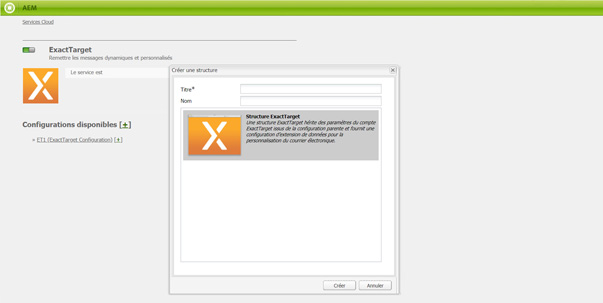 AEM
Services Cloud
ExactTarget
Remettre les messages dynamiques et personnalisés
Le service est
Configurations disponibles [+]
ET1 (ExactTarget Configuration) [+]
Créer une structure
Titre*
Nom
Structure ExactTarget
Une structure ExactTarget hérite des paramètres du compte
ExactTarget issus de la configuration parente et fournit une
configuration d'extension de données pour la
personnalisation du courrier électronique.
Créer
Annuler